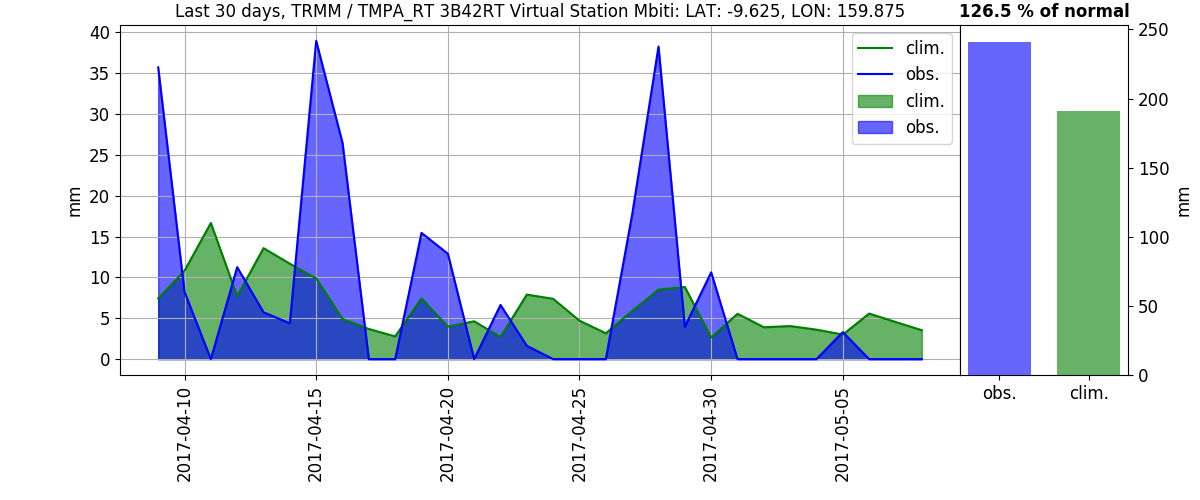 Last 30 days, TRMM / TMPA_RT 3B42RT Virtual Station Mbiti: LAT: -9.625, LON: 159.875
126.5 % of normal
40
35
30
25
20
15
10
5
0
mm
clim.
obs.
clim.
obs.
250
200
150
100
50
0
mm
obs.
clim.
2017-04-10
2017-04-15
2017-04-20
2017-04-25
2017-04-30
2017-05-05